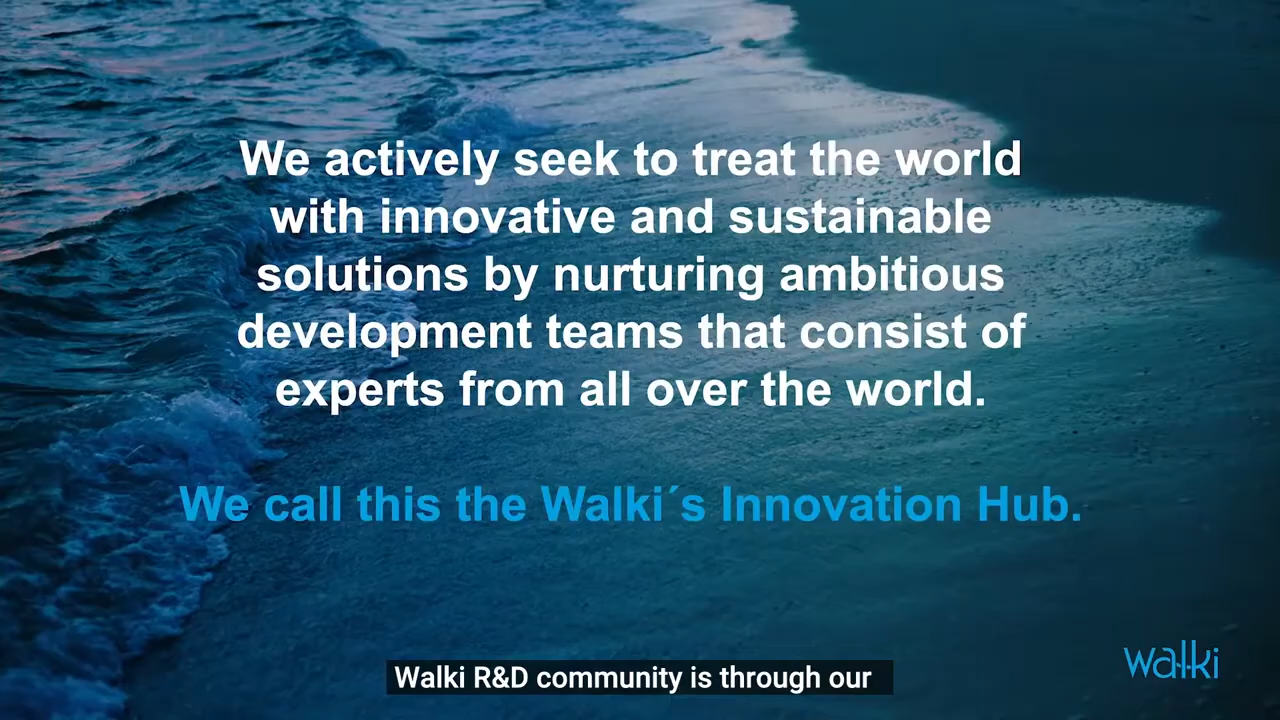 We actively seek to treat the world
with innovative and sustainable
solutions by nurturing ambitious
development teams that consist of
experts from all over the world.
We call this the Walki´s Innovation Hub.
walki
Walki R&D community is through our